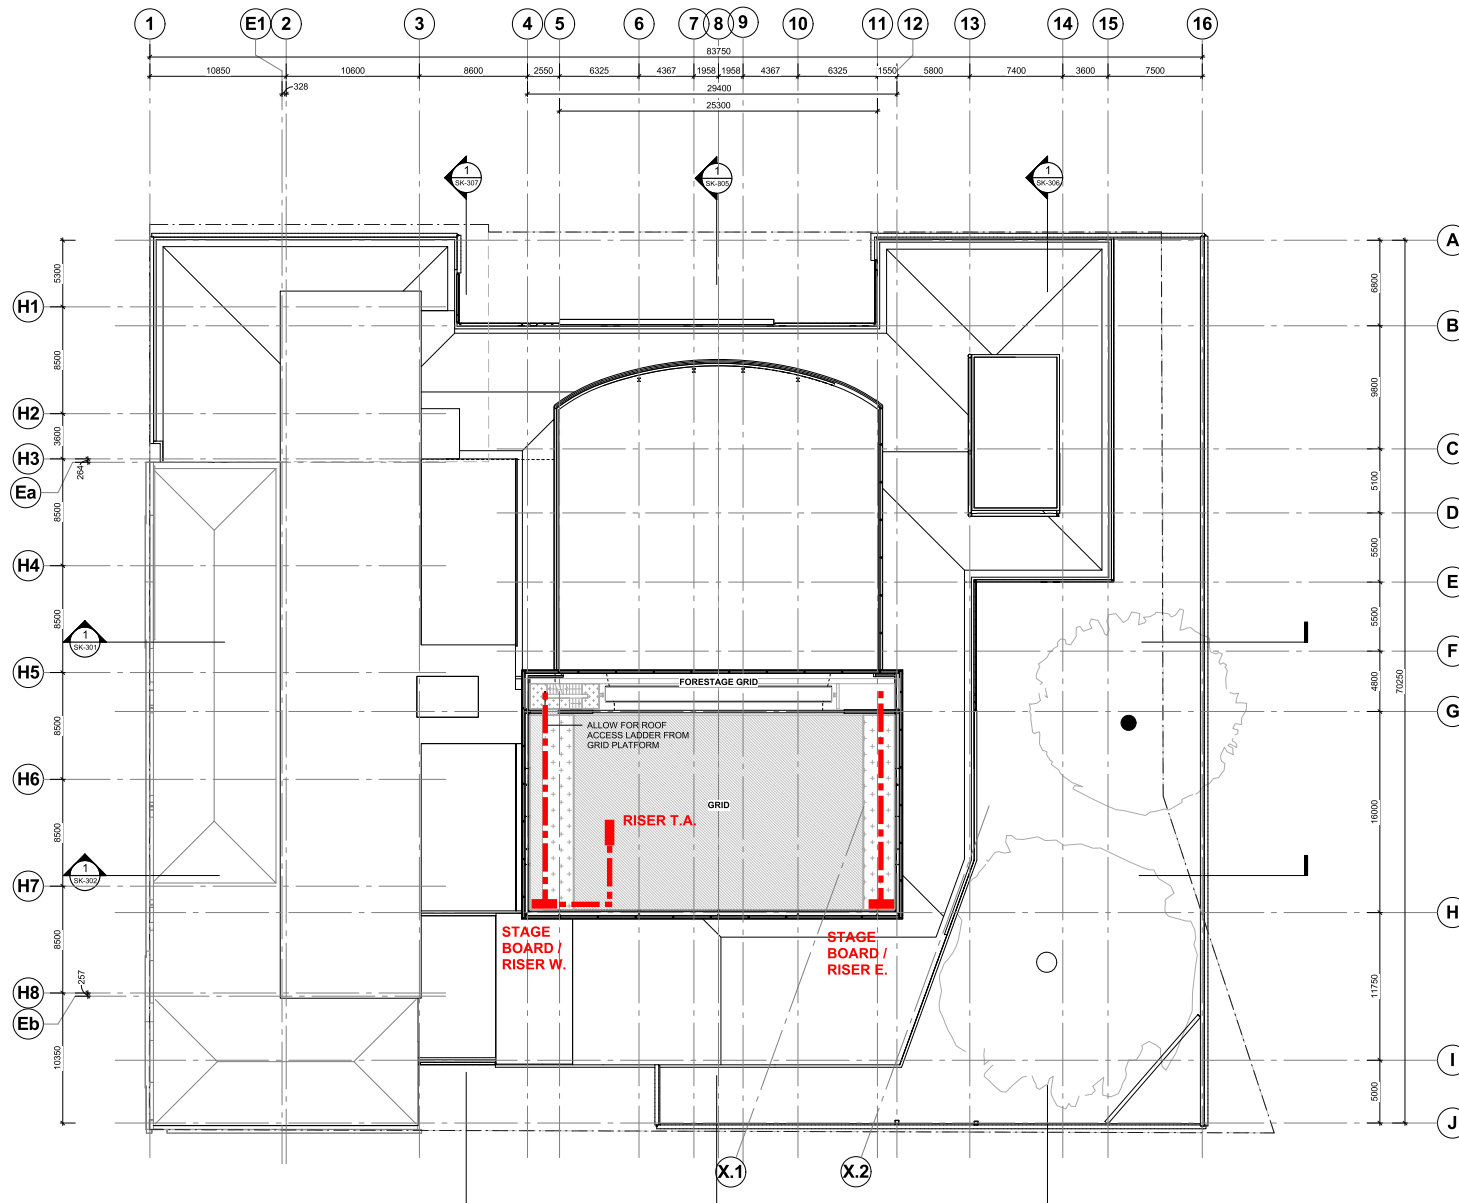 1 E1 2 3 4 5 6 7 8 9 10 11 12 13 14 15 16
83750
10850 10600 8600 2550 6325 4367 1958 1958 4367 6325 1550 5800 7400 3600 7500
328
29400
25300
1
SK-307
1
SK-805
1
SK-306
A
5300
6800
H1
B
8500
9800
H2
3600
C
H3
264
Ea
5100
8500
D
5500
H4
E
8500
5500
1
SK-301
F
H5
4800
70250
FORESTAGE GRID
G
8500
ALLOW FOR ROOF
ACCESS LADDER FROM
GRID PLATFORM
H6
GRID
RISER T.A.
8500
16000
1
SK-302
H7
H
STAGE
BOARD /
RISER W.
STAGE
BOARD /
RISER E.
8500
257
11750
H8
Eb
10350
I
5000
J
X.1
X.2